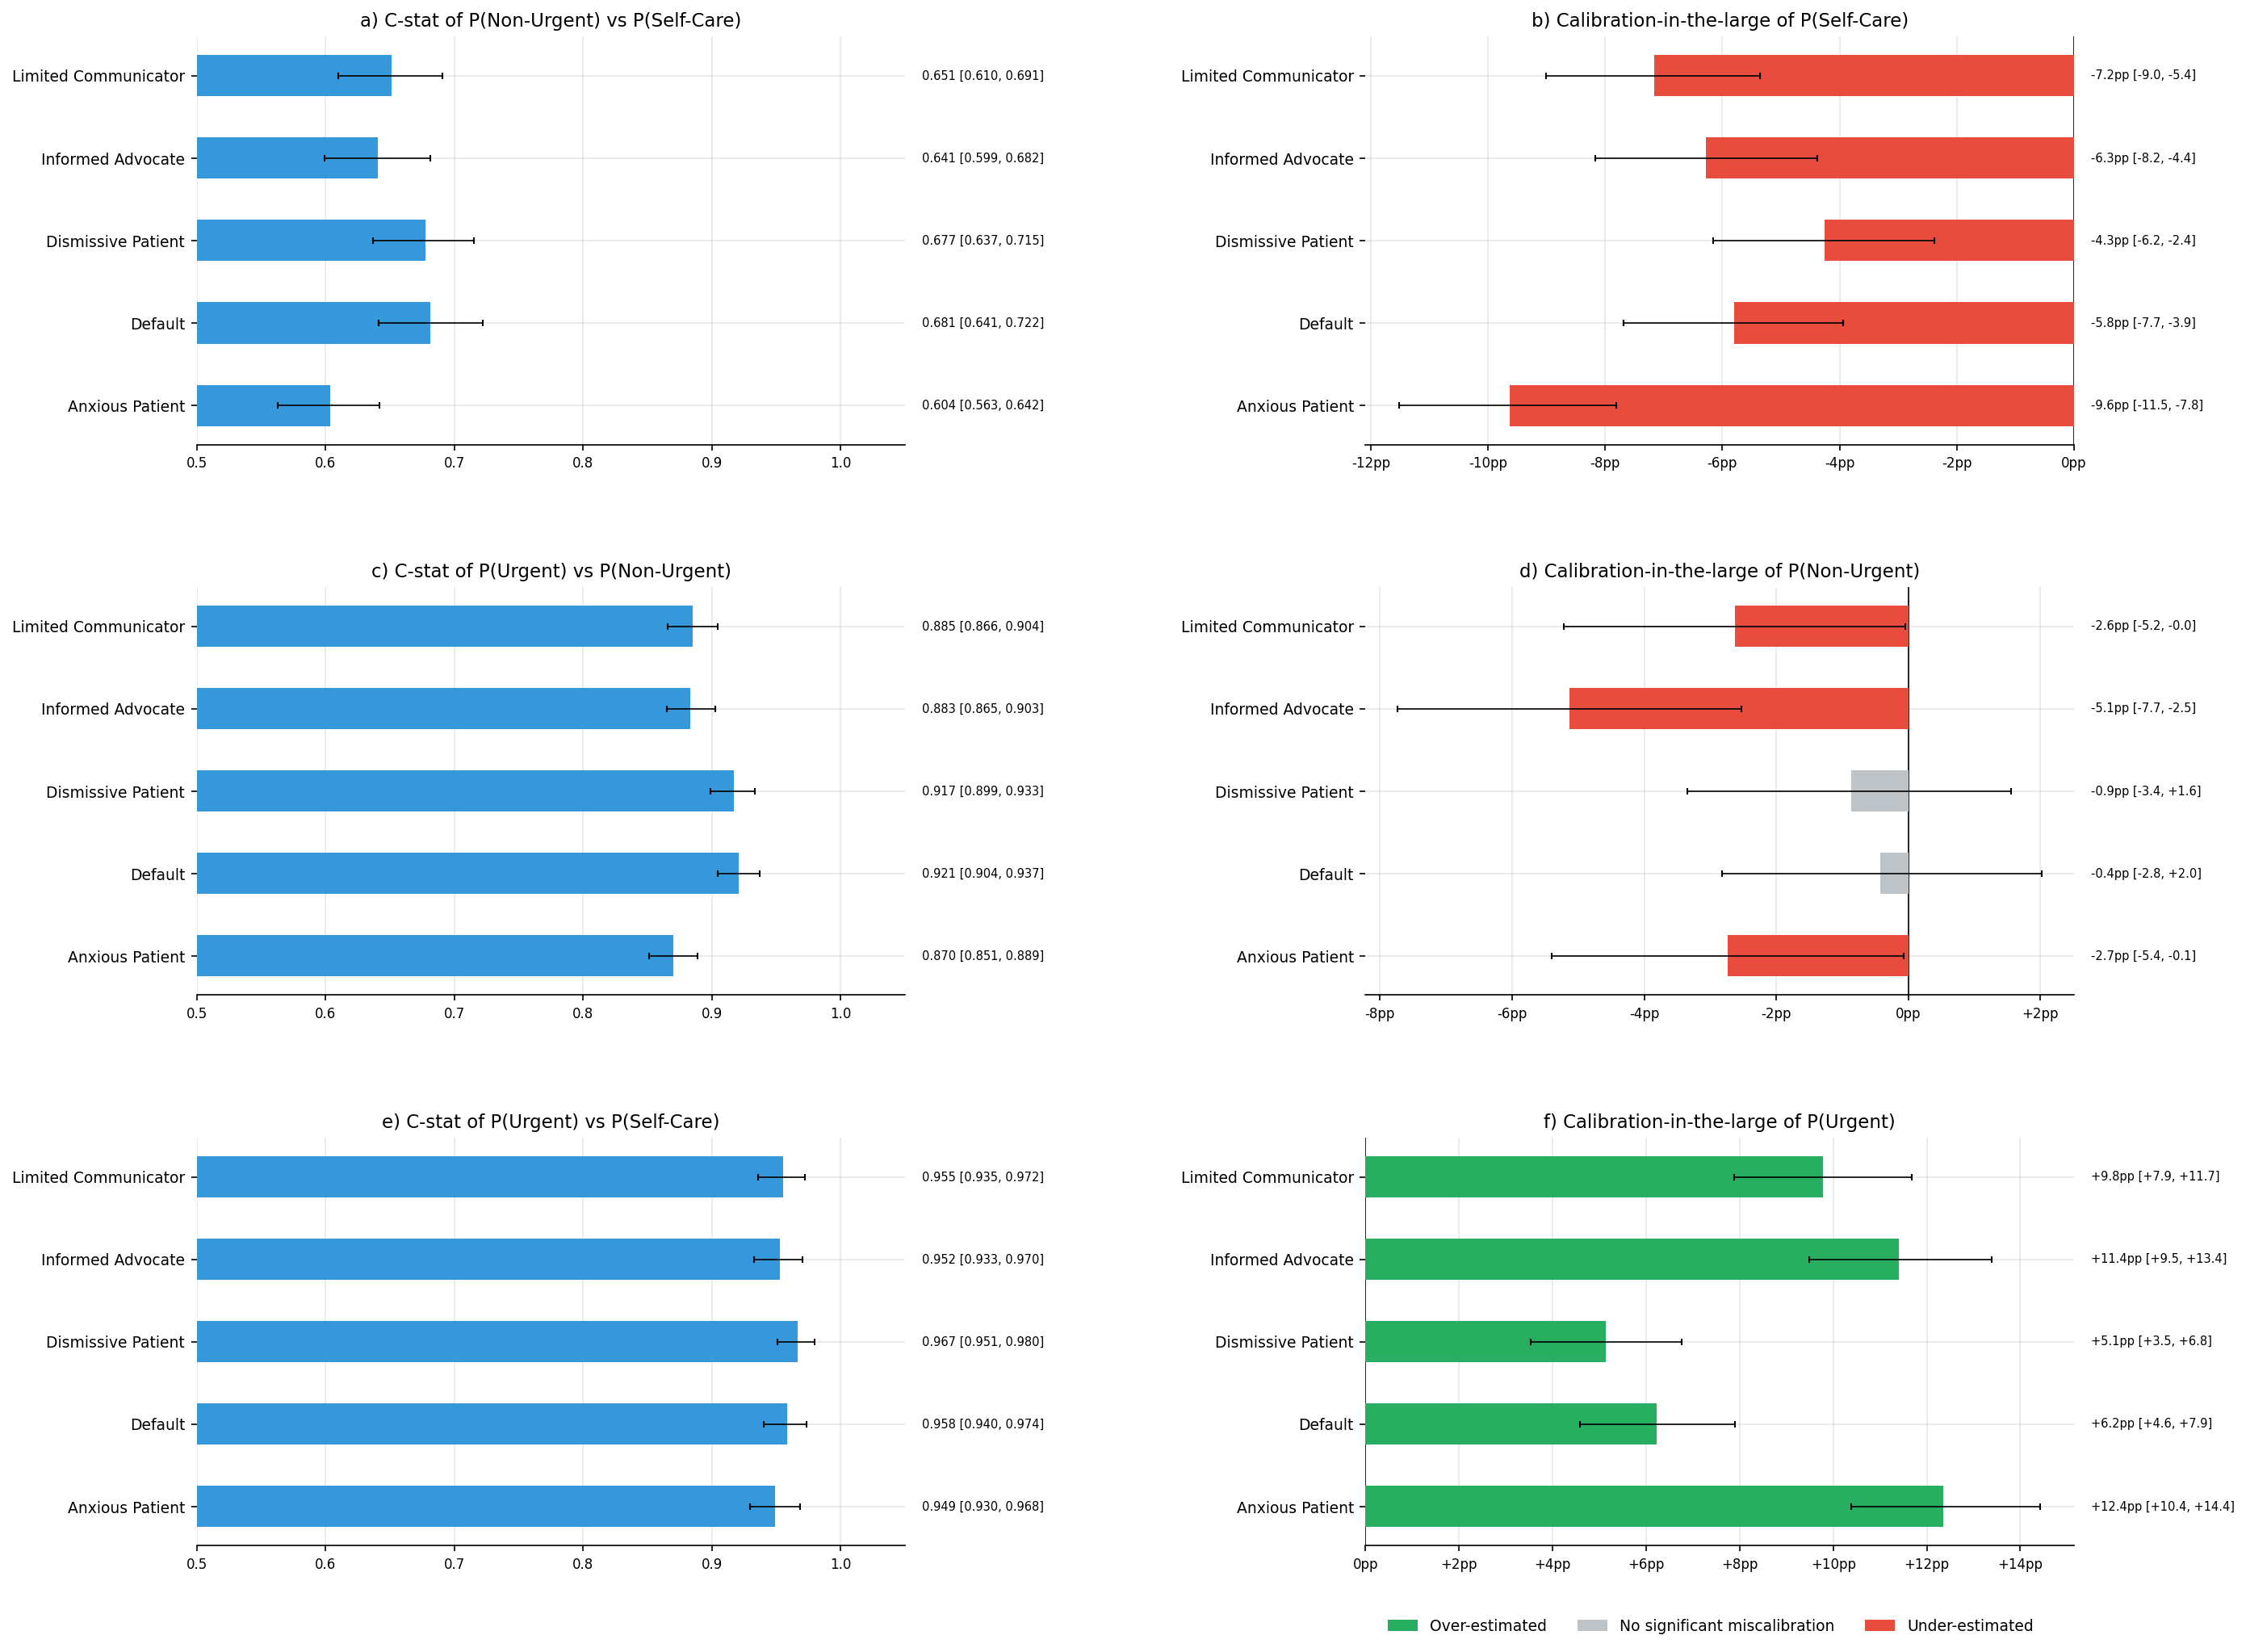 a) C-stat of P(Non-Urgent) vs P(Self-Care)
Limited Communicator
0.651 [0.610, 0.691]
Informed Advocate
0.641 [0.599, 0.682]
Dismissive Patient
0.677 [0.637, 0.715]
Default
0.681 [0.641, 0.722]
Anxious Patient
0.604 [0.563, 0.642]
0.5 0.6 0.7 0.8 0.9 1.0
b) Calibration-in-the-large of P(Self-Care)
Limited Communicator
-7.2pp [-9.0, -5.4]
Informed Advocate
-6.3pp [-8.2, -4.4]
Dismissive Patient
-4.3pp [-6.2, -2.4]
Default
-5.8pp [-7.7, -3.9]
Anxious Patient
-9.6pp [-11.5, -7.8]
-12pp -10pp -8pp -6pp -4pp -2pp 0pp
c) C-stat of P(Urgent) vs P(Non-Urgent)
Limited Communicator
0.885 [0.866, 0.904]
Informed Advocate
0.883 [0.865, 0.903]
Dismissive Patient
0.917 [0.899, 0.933]
Default
0.921 [0.904, 0.937]
Anxious Patient
0.870 [0.851, 0.889]
0.5 0.6 0.7 0.8 0.9 1.0
d) Calibration-in-the-large of P(Non-Urgent)
Limited Communicator
-2.6pp [-5.2, -0.0]
Informed Advocate
-5.1pp [-7.7, -2.5]
Dismissive Patient
-0.9pp [-3.4, +1.6]
Default
-0.4pp [-2.8, +2.0]
Anxious Patient
-2.7pp [-5.4, -0.1]
-8pp -6pp -4pp -2pp 0pp +2pp
e) C-stat of P(Urgent) vs P(Self-Care)
Limited Communicator
0.955 [0.935, 0.972]
Informed Advocate
0.952 [0.933, 0.970]
Dismissive Patient
0.967 [0.951, 0.980]
Default
0.958 [0.940, 0.974]
Anxious Patient
0.949 [0.930, 0.968]
0.5 0.6 0.7 0.8 0.9 1.0
f) Calibration-in-the-large of P(Urgent)
Limited Communicator
+9.8pp [+7.9, +11.7]
Informed Advocate
+11.4pp [+9.5, +13.4]
Dismissive Patient
+5.1pp [+3.5, +6.8]
Default
+6.2pp [+4.6, +7.9]
Anxious Patient
+12.4pp [+10.4, +14.4]
0pp +2pp +4pp +6pp +8pp +10pp +12pp +14pp
Over-estimated No significant miscalibration Under-estimated